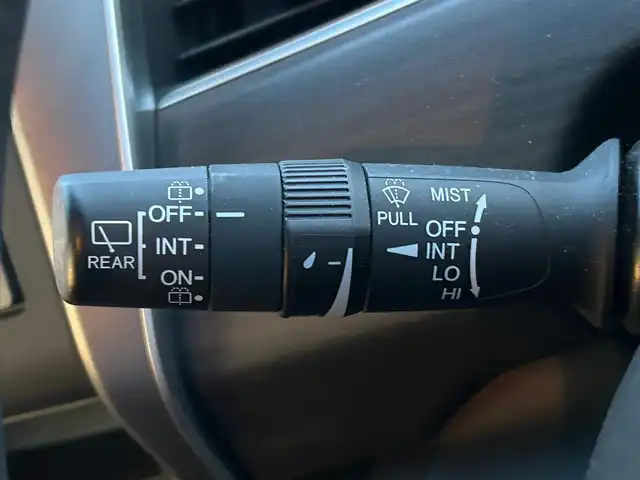 OFF
INT
ON
REAR
PULL
MIST
OFF
INT
LO
HI